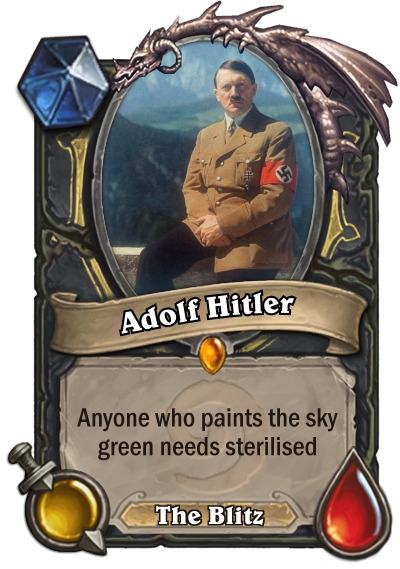 Adolf Hitler
Anyone who paints the sky
green needs sterilised
The Blitz